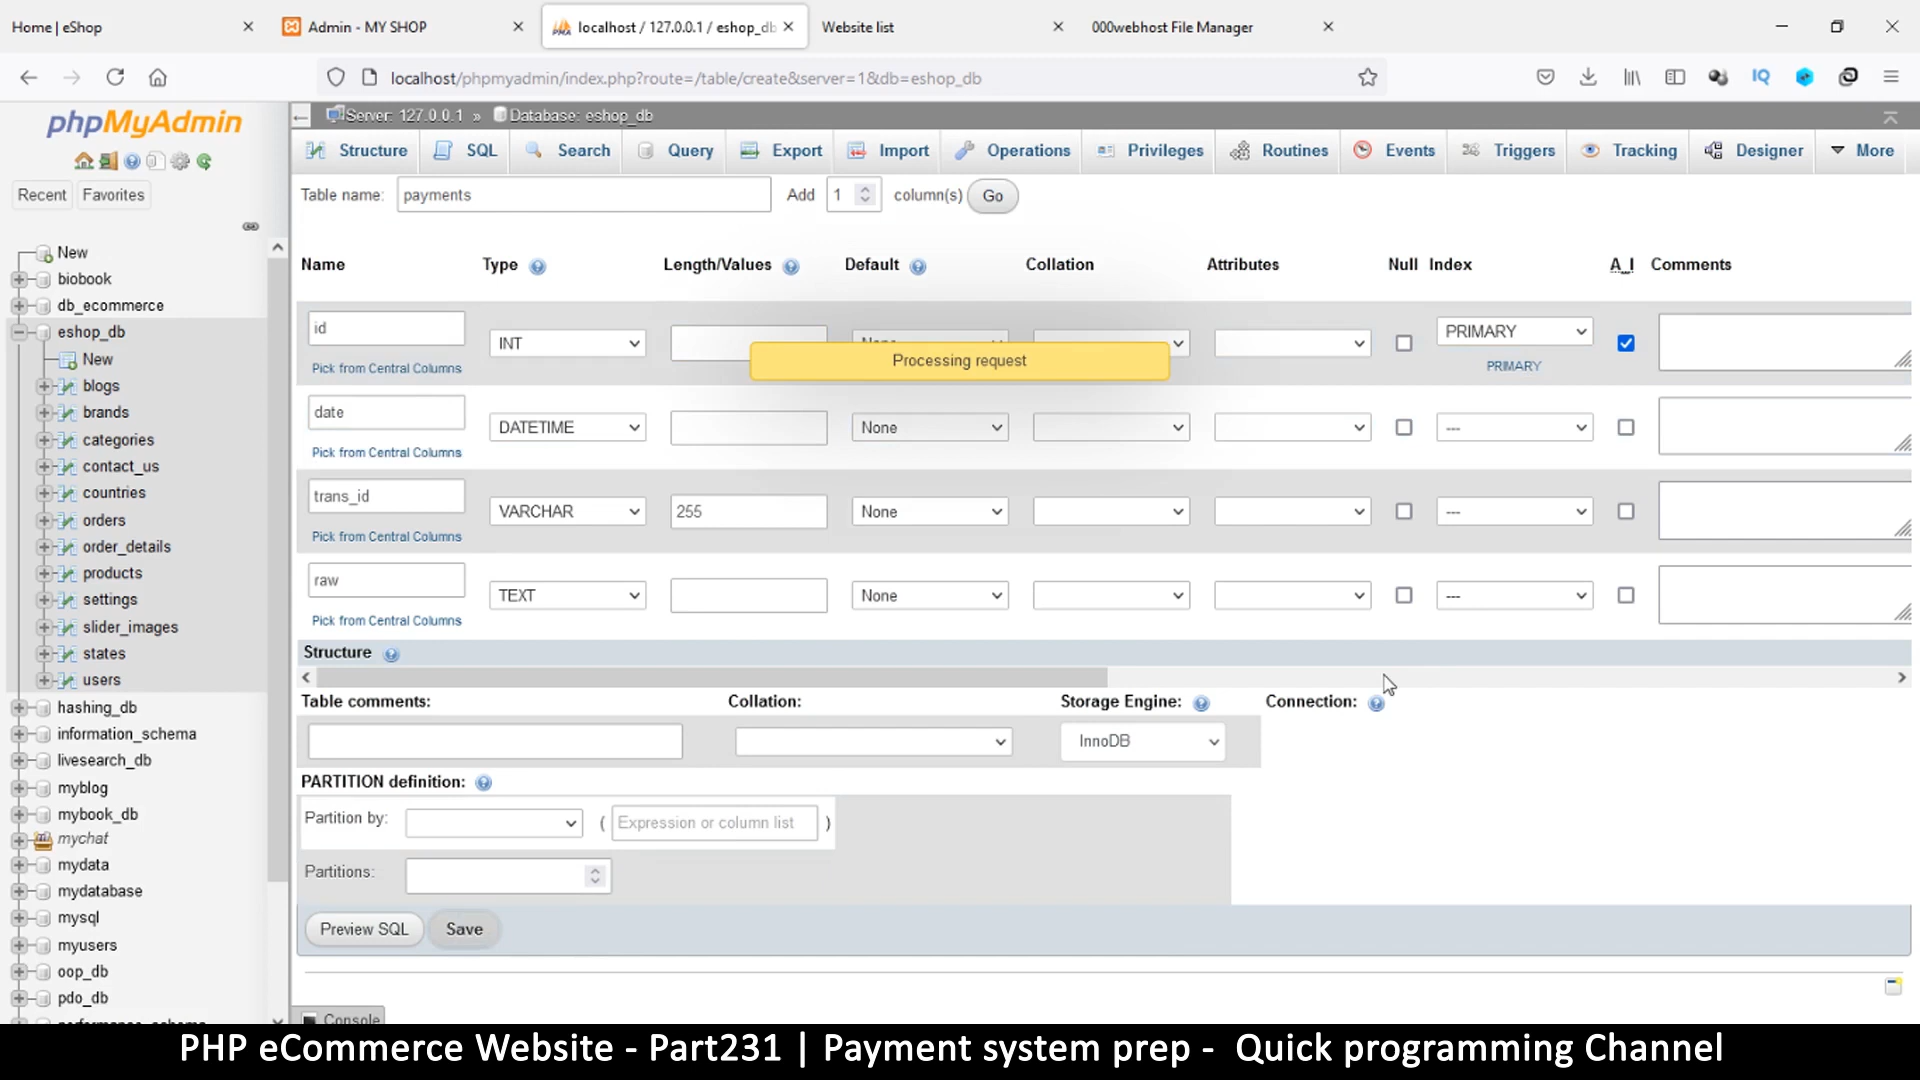 Home | eShop
Admin - MY SHOP
localhost / 127.0.0.1 / eshop_db
Website list
000webhost File Manager
localhost/phpmyadmin/index.php?route=/table/create&server=1&db=eshop_db
IQ
phpMyAdmin
Server: 127.0.0.1 » Database: eshop_db
Structure SQL Search Query Export Import Operations Privileges Routines Events Triggers Tracking Designer More
Recent Favorites
New
biobook
db_ecommerce
eshop_db
New
blogs
brands
categories
contact_us
countries
orders
order_details
products
settings
slider_images
states
users
hashing_db
information_schema
livesearch_db
myblog
mybook_db
mychat
mydata
mydatabase
mysql
myusers
oop_db
pdo_db
Table name: payments Add 1 column(s) Go
Name Type Length/Values Default Collation Attributes Null Index A_I Comments
id INT None PRIMARY
Pick from Central Columns PRIMARY
Processing request
date DATETIME None ---
Pick from Central Columns
trans_id VARCHAR 255 None ---
Pick from Central Columns
raw TEXT None ---
Pick from Central Columns
Structure
Table comments: Collation: Storage Engine: Connection:
InnoDB
PARTITION definition:
Partition by: ( Expression or column list )
Partitions:
Preview SQL Save
Console
PHP eCommerce Website - Part231 | Payment system prep - Quick programming Channel